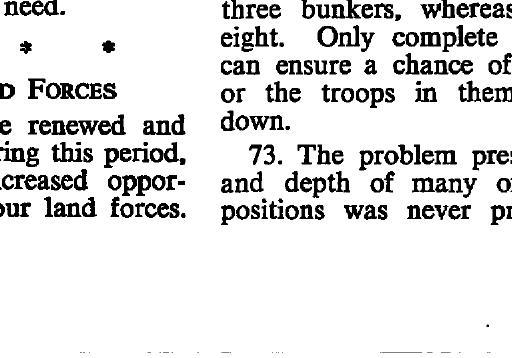 need.
* *
D FORCES
e renewed and
ring this period,
creased oppor-
our land forces.
three bunkers, whereas
eight. Only complete
can ensure a chance of
or the troops in them
down.
73. The problem pres
and depth of many o
positions was never pr